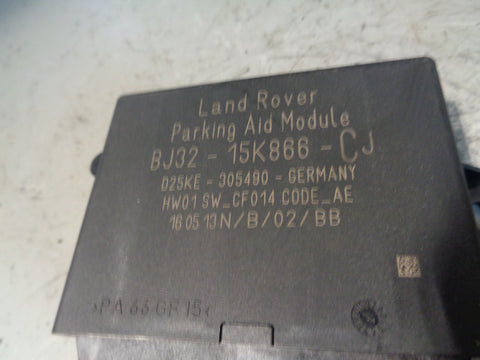 Land Rover
Parking Aid Module
BJ32 - 15K866 - CJ
D25KE - 305490 - GERMANY
HW01 SW_CF014 CODE_AE
16 05 13 N/B/02/BB
>PA 66 GF 15<